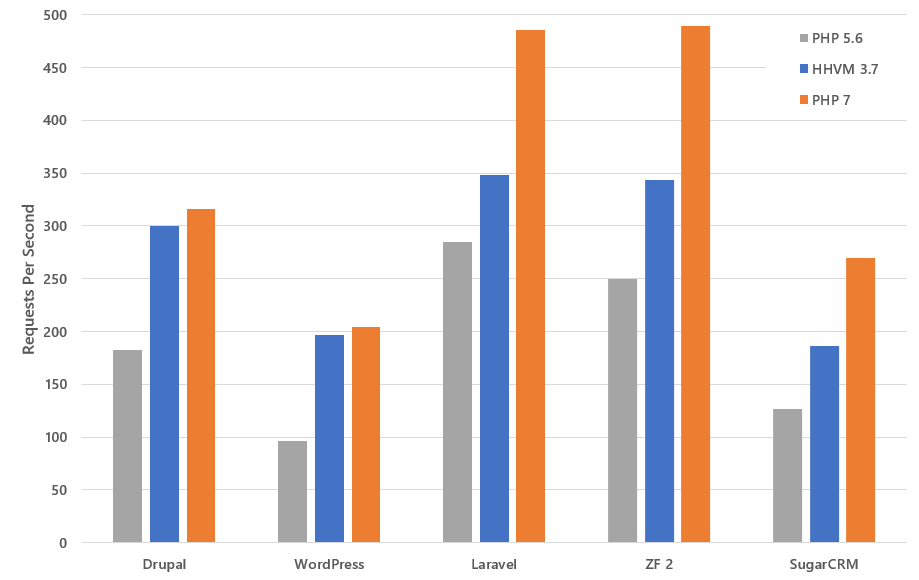 500
450
400
350
300
250
200
150
100
50
0
Requests Per Second
PHP 5.6
HHVM 3.7
PHP 7
Drupal
WordPress
Laravel
ZF 2
SugarCRM